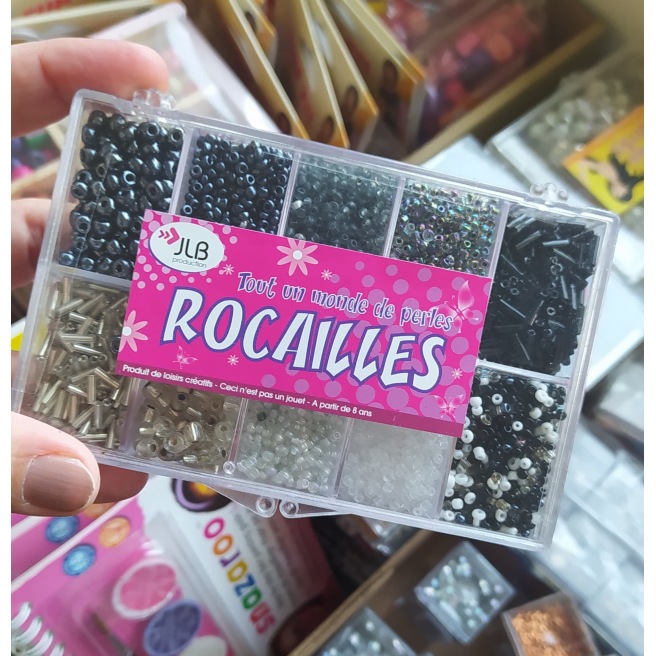 JLB
production
Tout un monde de perles
ROCAILLES
Produit de loisirs créatifs - Ceci n'est pas un jouet - A partir de 8 ans